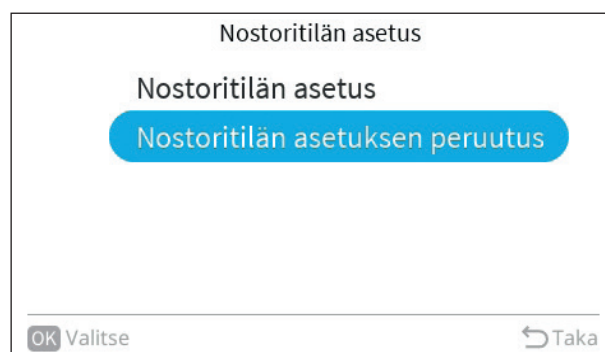 Nostoritilän asetus
Nostoritilän asetus
Nostoritilän asetuksen peruutus
OK Valitse
Taka